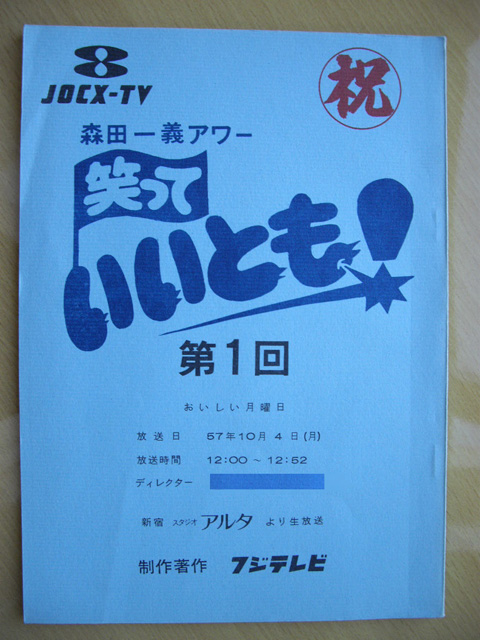 JOCX-TV
祝
森田一義アワー
笑って
いいとも!
第1回
おいしい月曜日
放送日 57年10月4日(月)
放送時間 12:00～12:52
ディレクター
新宿 スタジオ アルタ より生放送
制作著作 フジテレビ